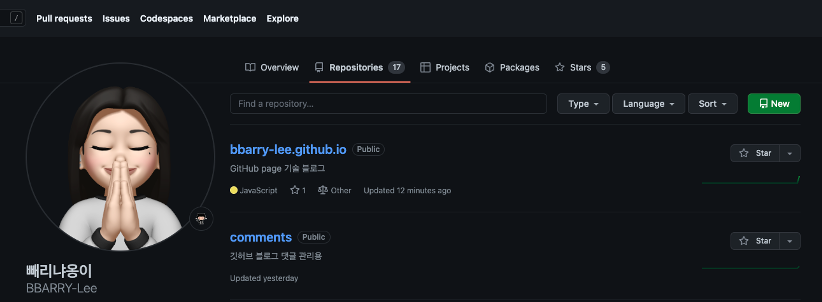 / Pull requests Issues Codespaces Marketplace Explore
Overview Repositories 17 Projects Packages Stars 5
Find a repository... Type Language Sort New
bbarry-lee.github.io Public Star
GitHub page 기술 블로그
JavaScript 1 Other Updated 12 minutes ago
comments Public Star
깃허브 블로그 댓글 관리용
빼리냐옹이
Updated yesterday
BBARRY-Lee